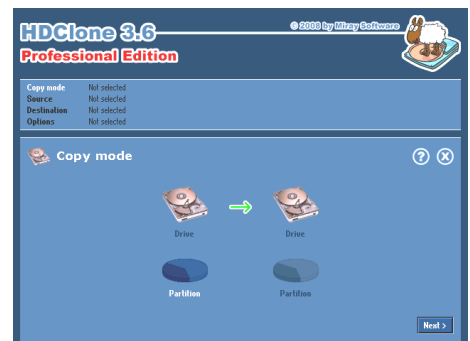 HDClone 3.6
© 2008 by Miray Software
Professional Edition
Copy mode Not selected
Source Not selected
Destination Not selected
Options Not selected
Copy mode
Drive Drive
Partition Partition
Next >